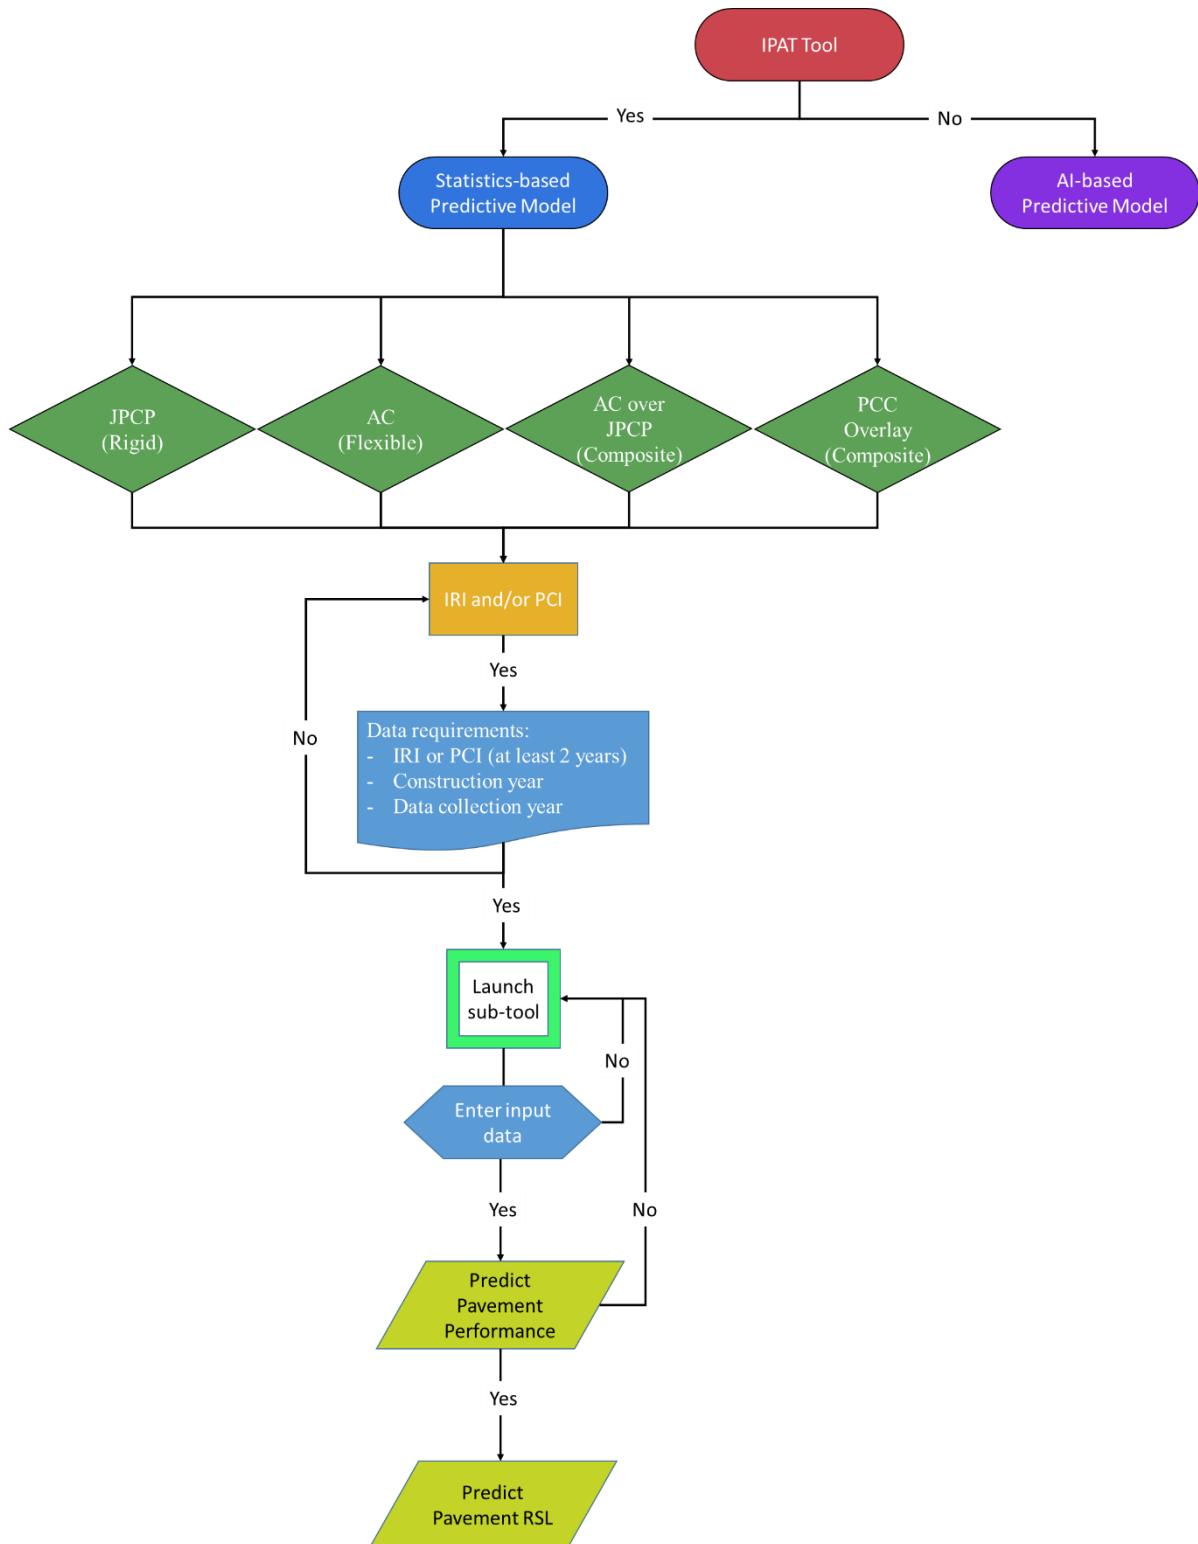 IPAT Tool
Yes
No
Statistics-based
Predictive Model
AI-based
Predictive Model
JPCP
(Rigid)
AC
(Flexible)
AC over
JPCP
(Composite)
PCC
Overlay
(Composite)
IRI and/or PCI
Yes
No
Data requirements:
- IRI or PCI (at least 2 years)
- Construction year
- Data collection year
Yes
Launch
sub-tool
No
Enter input
data
Yes
No
Predict
Pavement
Performance
Yes
Predict
Pavement RSL